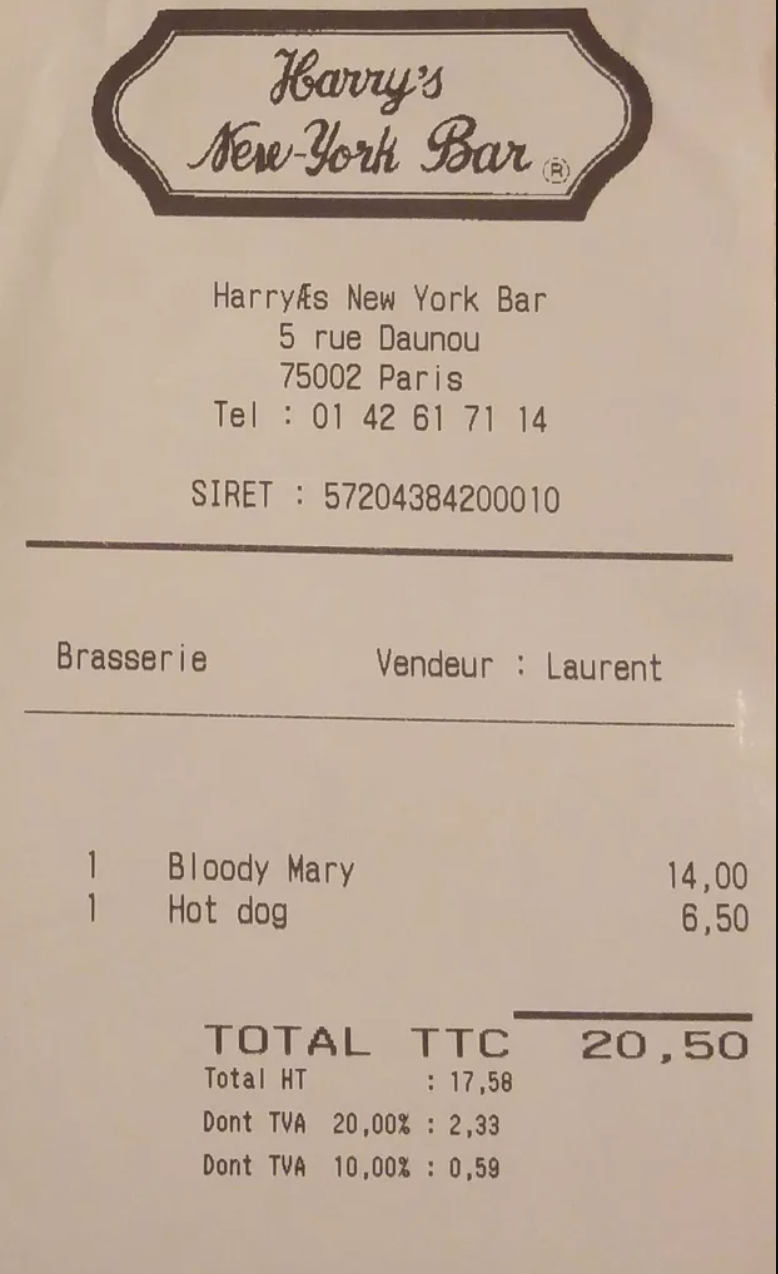 Harry's
New-York Bar ®
HarryÆs New York Bar
5 rue Daunou
75002 Paris
Tel : 01 42 61 71 14
SIRET : 57204384200010
Brasserie Vendeur : Laurent
1 Bloody Mary 14,00
1 Hot dog 6,50
TOTAL TTC 20,50
Total HT : 17,58
Dont TVA 20,00% : 2,33
Dont TVA 10,00% : 0,59